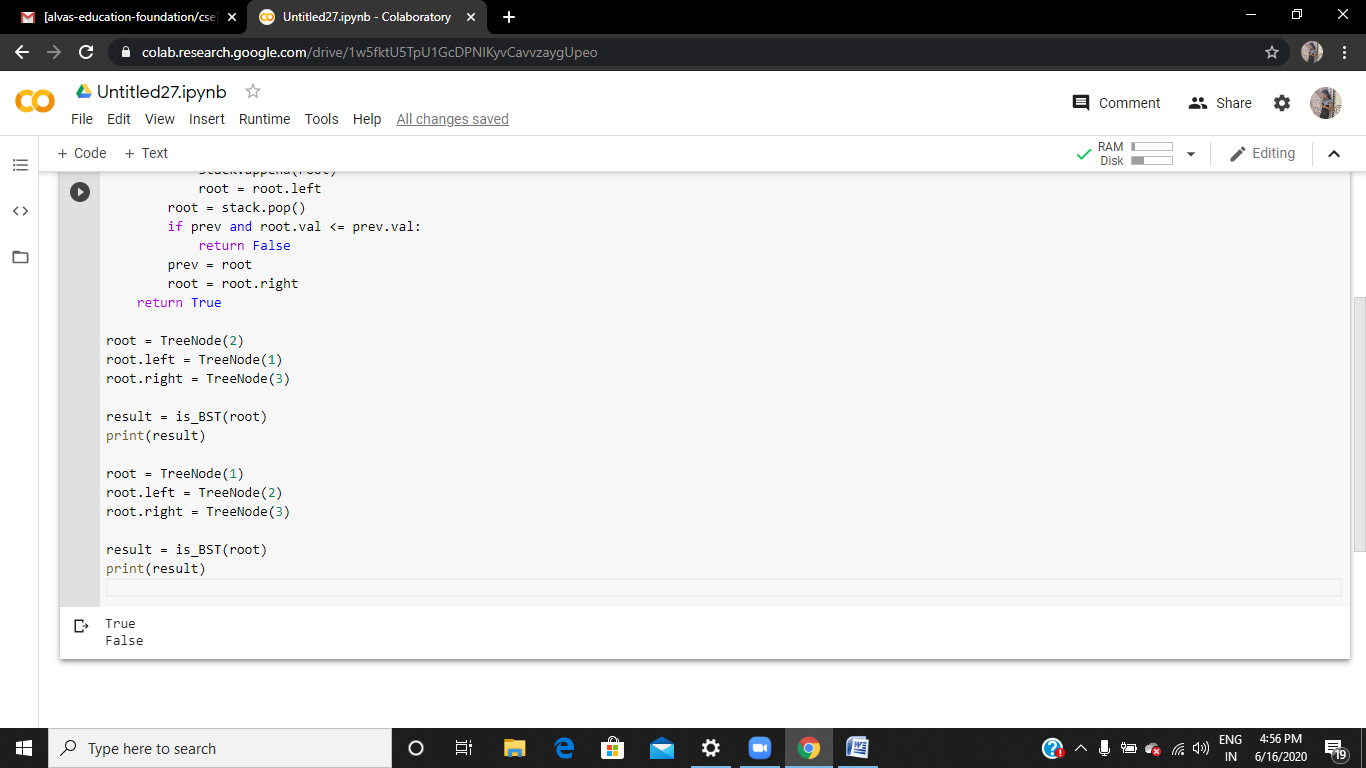 [alvas-education-foundation/cse]
Untitled27.ipynb - Colaboratory
colab.research.google.com/drive/1w5fktU5TpU1GcDPNIKyvCavvzaygUpeo
Untitled27.ipynb
File Edit View Insert Runtime Tools Help All changes saved
Comment Share
+ Code + Text
RAM
Disk
Editing
stack.append(root)
root = root.left
root = stack.pop()
if prev and root.val <= prev.val:
return False
prev = root
root = root.right
return True
root = TreeNode(2)
root.left = TreeNode(1)
root.right = TreeNode(3)
result = is_BST(root)
print(result)
root = TreeNode(1)
root.left = TreeNode(2)
root.right = TreeNode(3)
result = is_BST(root)
print(result)
True
False
Type here to search
ENG
IN
4:56 PM
6/16/2020
19